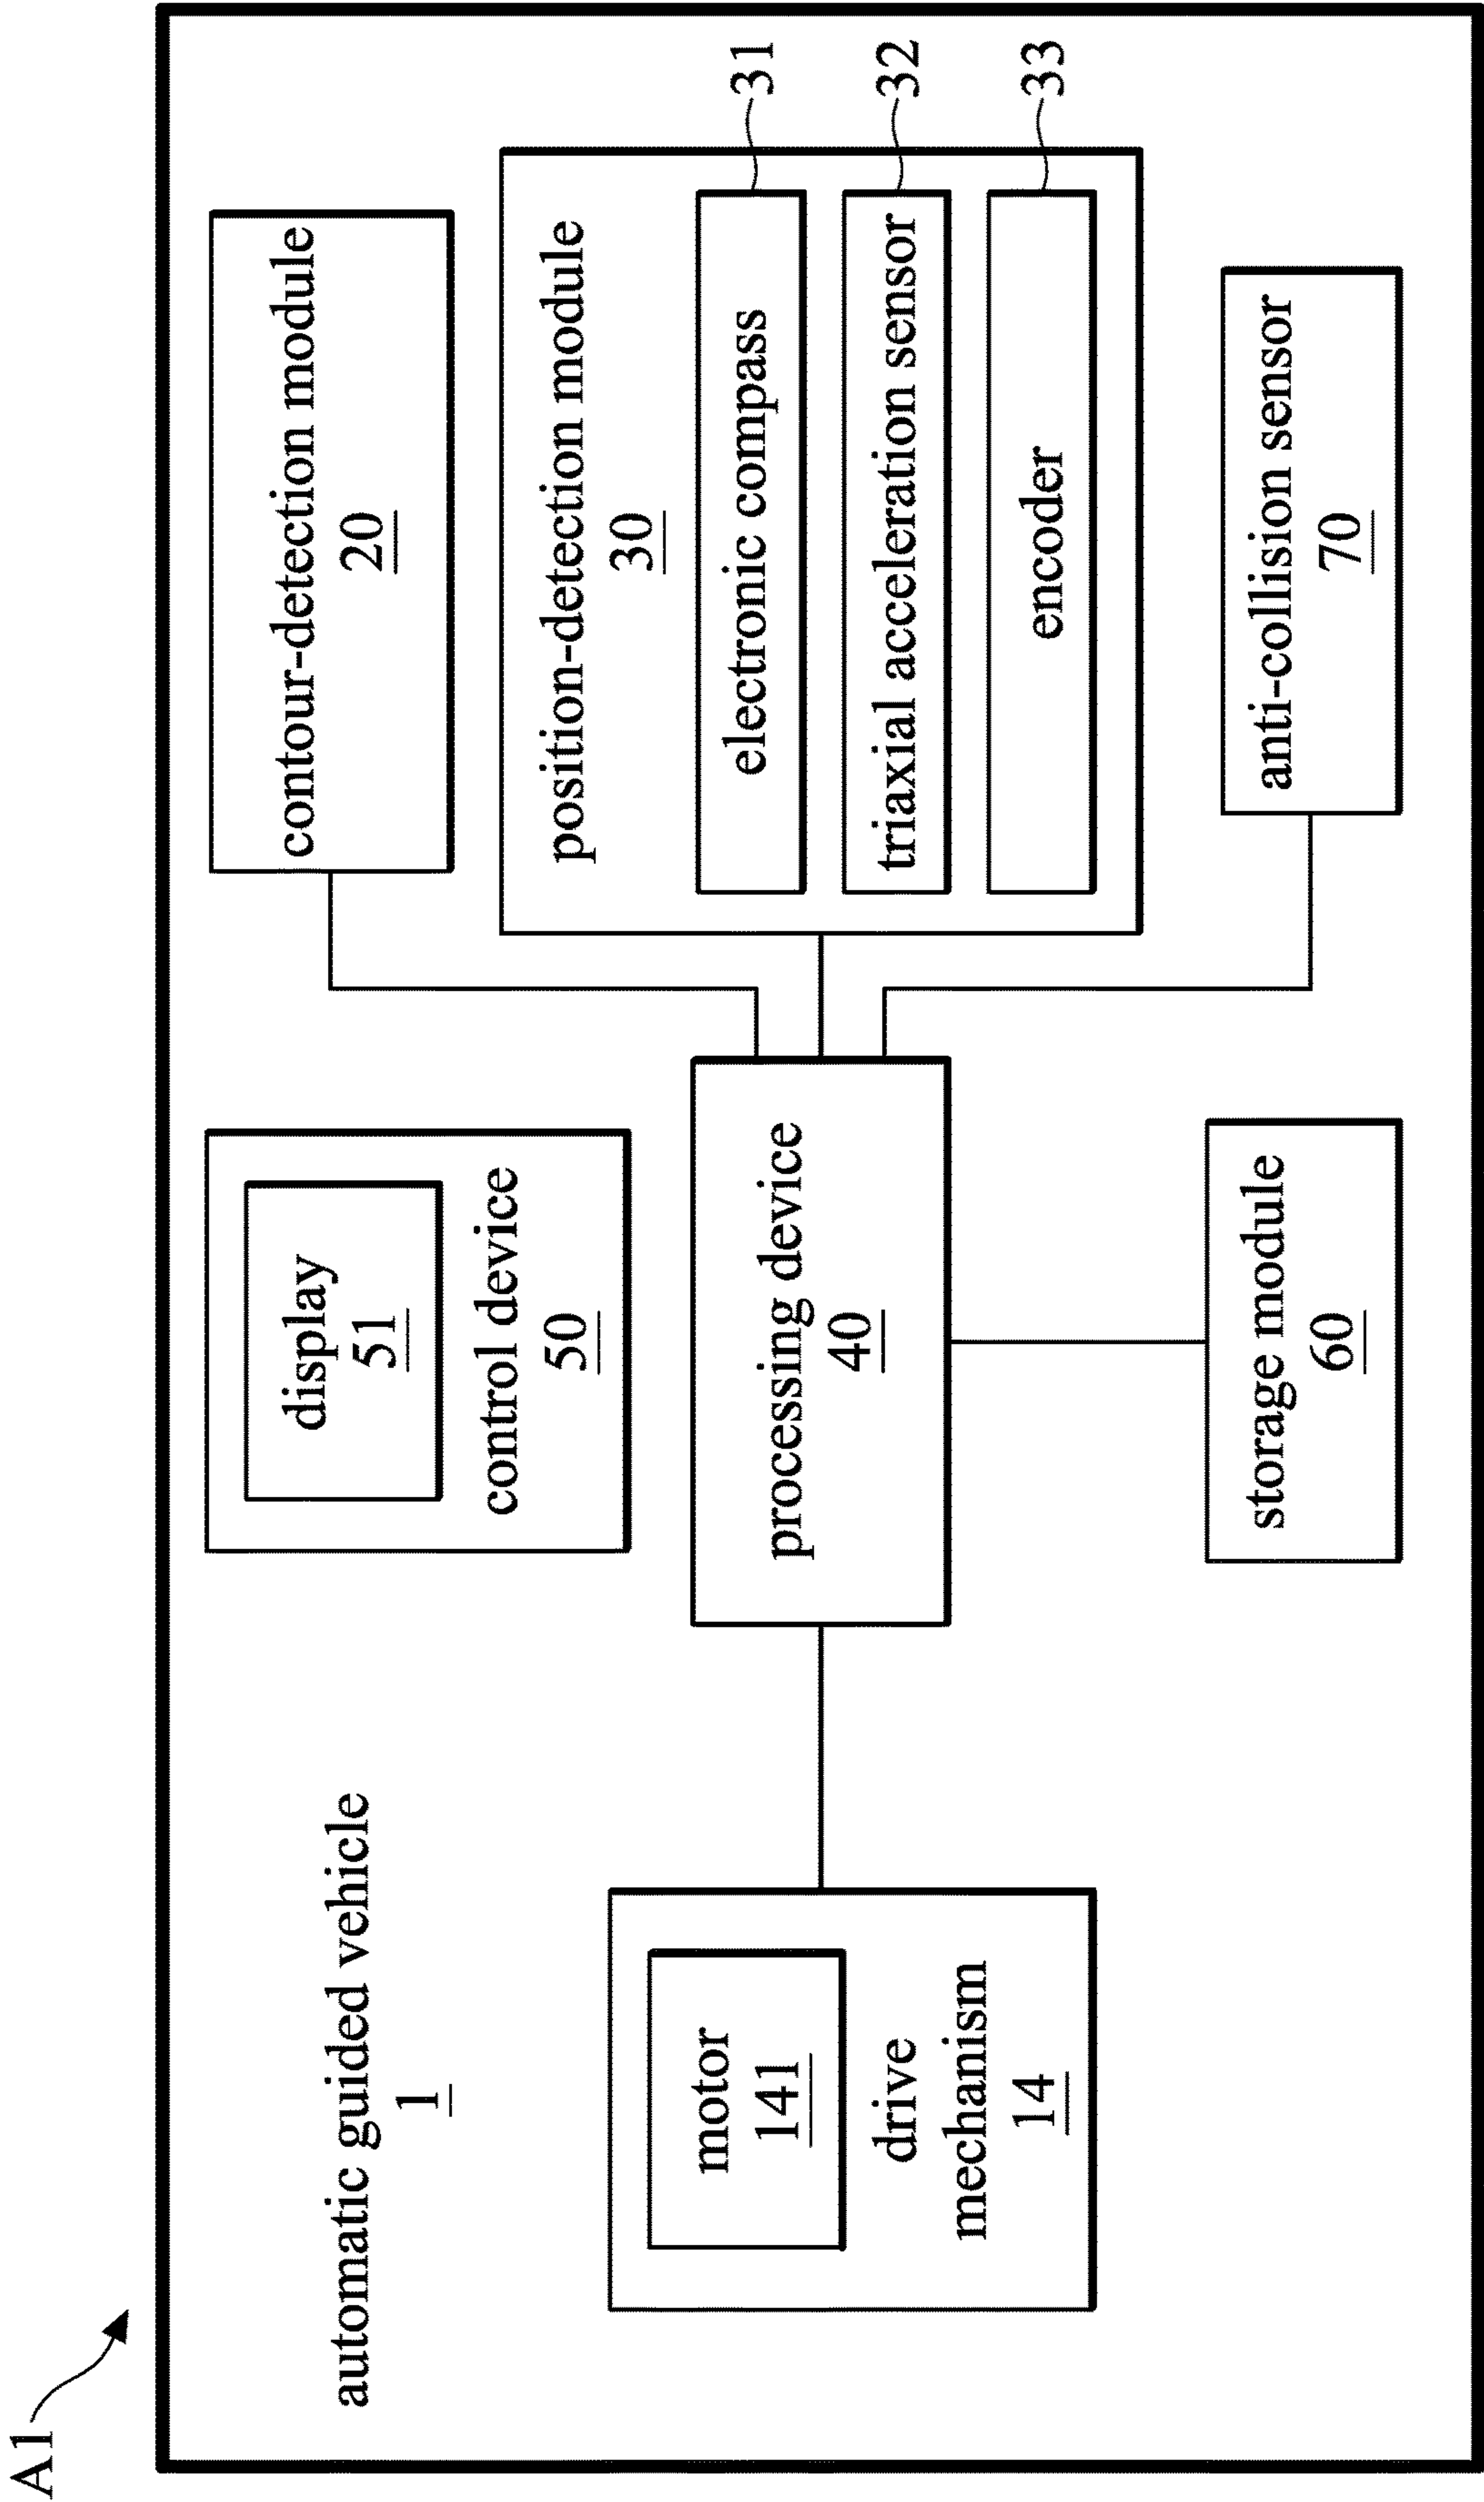 A1
automatic guided vehicle
1
motor
141
drive
mechanism
14
display
51
control device
50
processing device
40
storage module
60
contour-detection module
20
position-detection module
30
electronic compass
31
triaxial acceleration sensor
32
encoder
33
anti-collision sensor
70